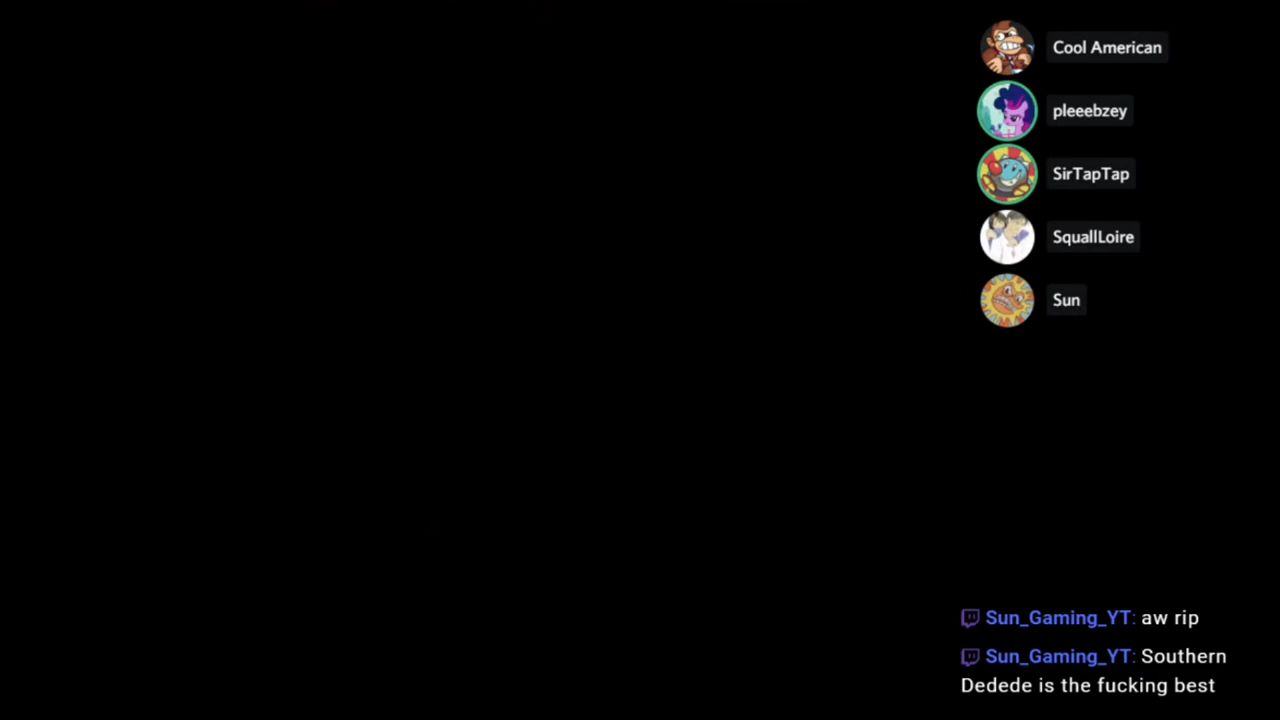 Cool American
pleeebzey
SirTapTap
SquallLoire
Sun
Sun_Gaming_YT: aw rip
Sun_Gaming_YT: Southern
Dedede is the fucking best